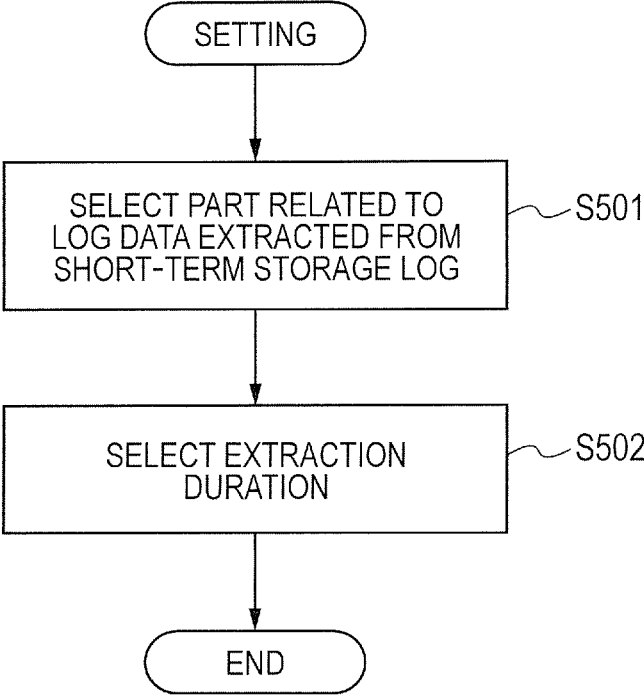 SETTING
SELECT PART RELATED TO
LOG DATA EXTRACTED FROM
SHORT-TERM STORAGE LOG
S501
SELECT EXTRACTION
DURATION
S502
END